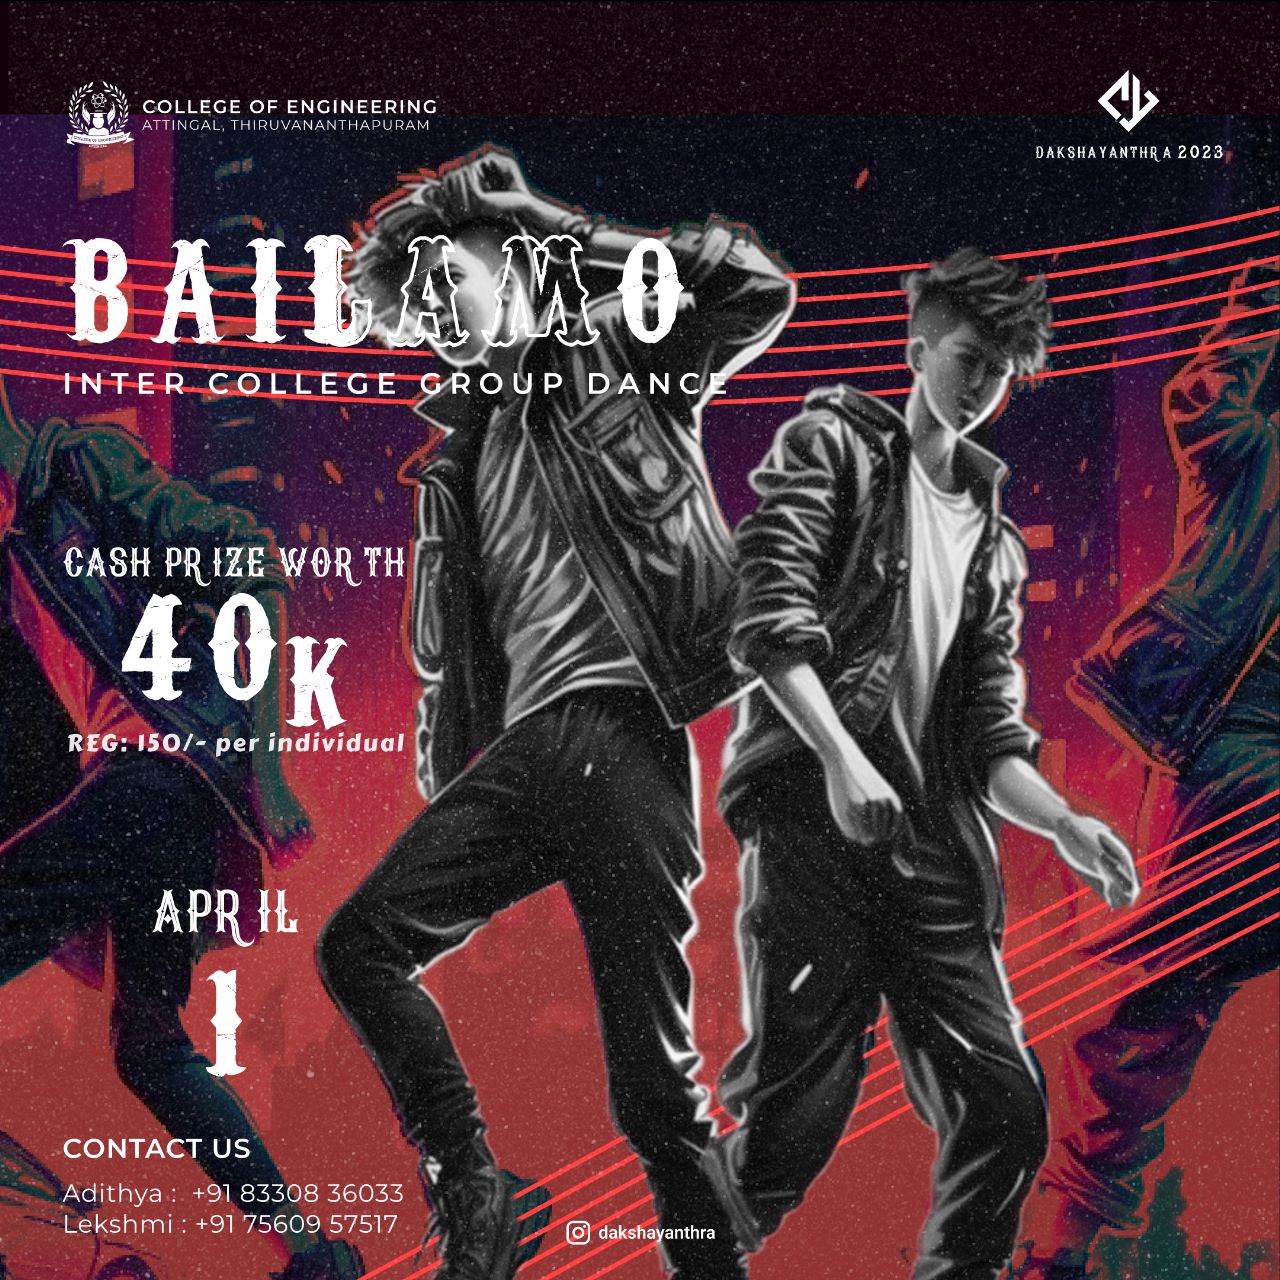 COLLEGE OF ENGINEERING
ATTINGAL, THIRUVANANTHAPURAM
DAKSHAYANTHRA 2023
BAILAMO
INTER COLLEGE GROUP DANCE
CASH PRIZE WORTH
40K
REG: 150/- per individual
APRIL
1
CONTACT US
Adithya : +91 83308 36033
Lekshmi : +91 75609 57517
dakshayanthra